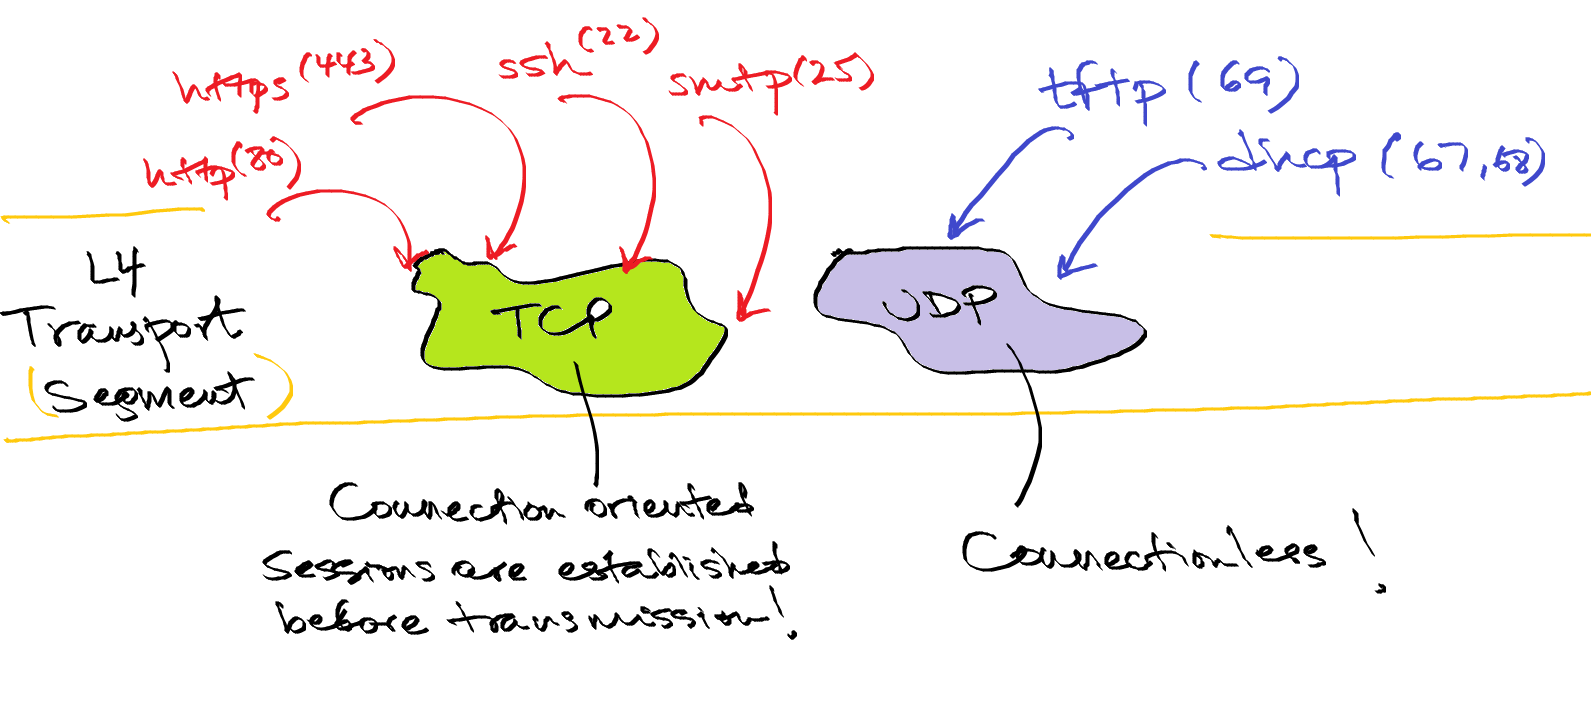 https (443)
ssh (22)
smtp (25)
http (80)
tftp (69)
dhcp (67,68)
L4
Transport
(Segment)
TCP
UDP
Connection oriented
Sessions are established
before transmission!
Connectionless!